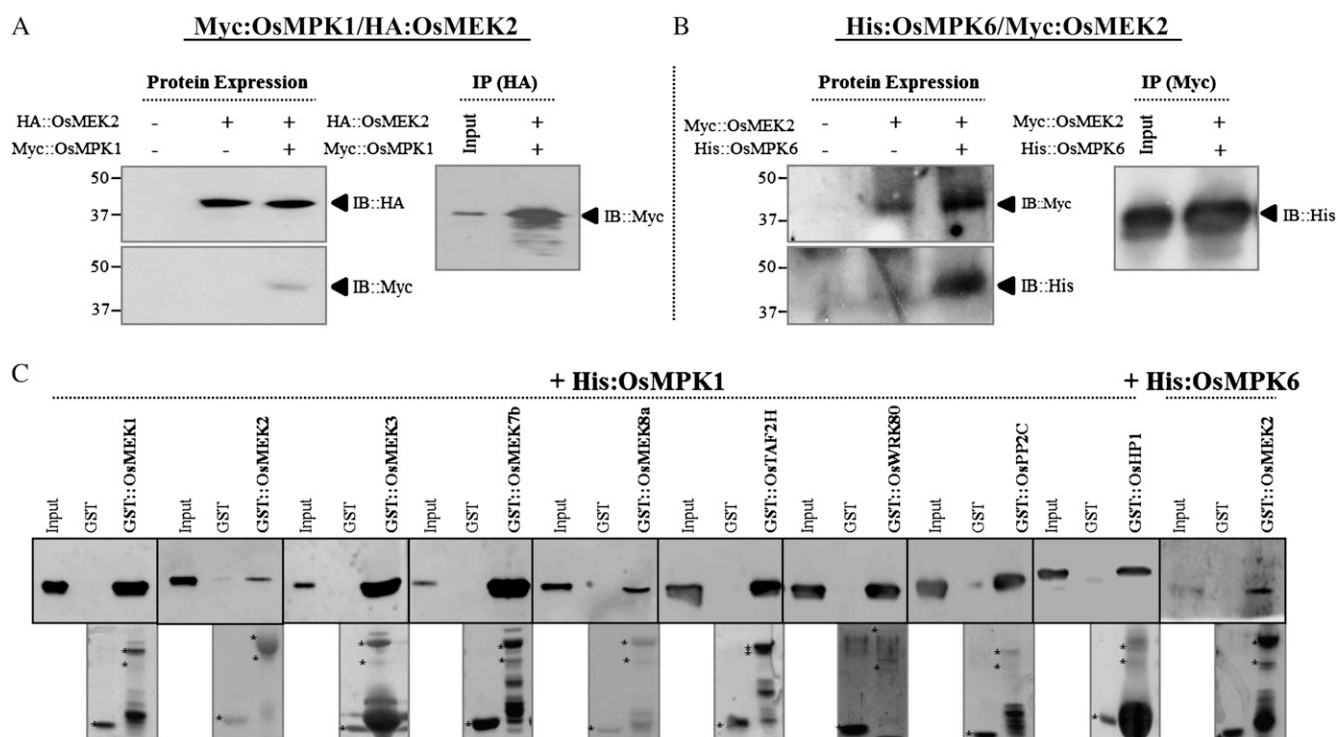 A
Myc:OsMPK1/HA:OsMEK2
Protein Expression
IP (HA)
HA::OsMEK2 - + +
Myc::OsMPK1 - - +
HA::OsMEK2 Input +
Myc::OsMPK1 +
50
37
IB::HA
50
37
IB::Myc
IB::Myc
B
His:OsMPK6/Myc:OsMEK2
Protein Expression
IP (Myc)
Myc::OsMEK2 - + +
His::OsMPK6 - +
Myc::OsMEK2 Input +
His::OsMPK6 +
50
37
IB::Myc
50
37
IB::His
IB::His
C
+ His:OsMPK1
+ His:OsMPK6
Input GST GST::OsMEK1
Input GST GST::OsMEK2
Input GST GST::OsMEK3
Input GST GST::OsMEK7b
Input GST GST::OsMEK8a
Input GST GST::OsTAF2H
Input GST GST::OsWRK80
Input GST GST::OsPP2C
Input GST GST::OsHP1
Input GST GST::OsMEK2